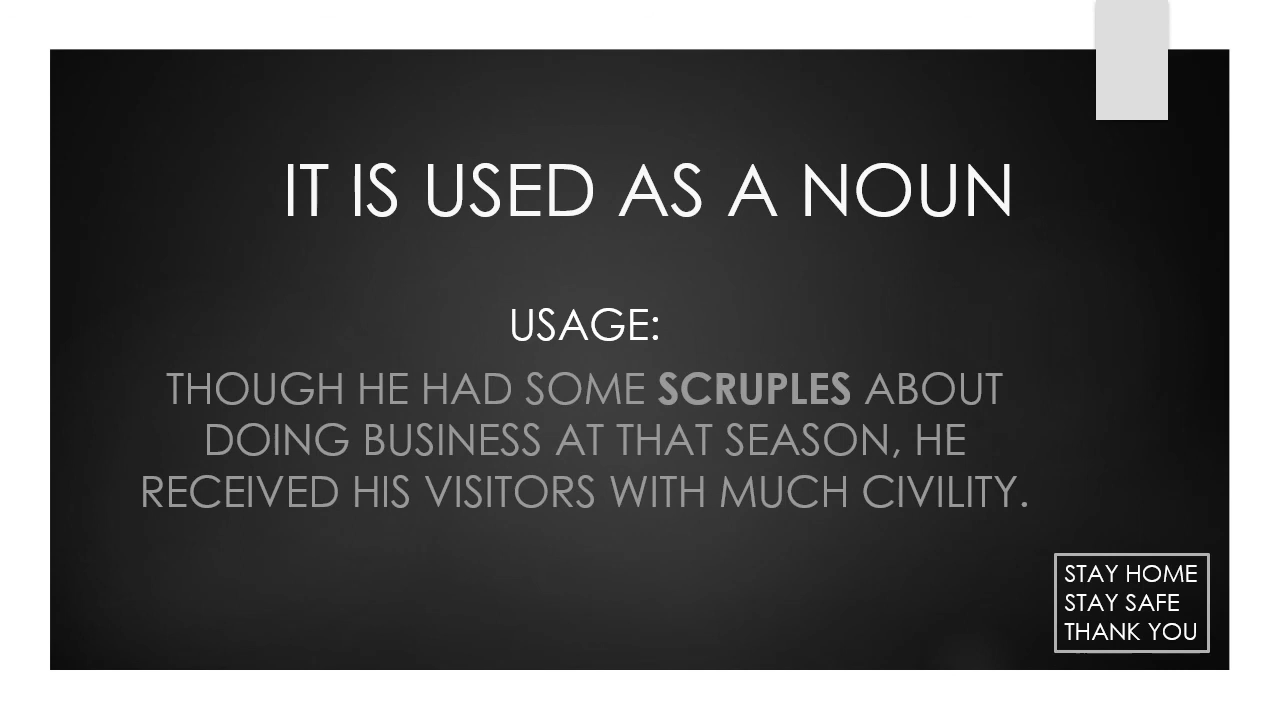 IT IS USED AS A NOUN
USAGE:
THOUGH HE HAD SOME SCRUPLES ABOUT
DOING BUSINESS AT THAT SEASON, HE
RECEIVED HIS VISITORS WITH MUCH CIVILITY.
STAY HOME
STAY SAFE
THANK YOU